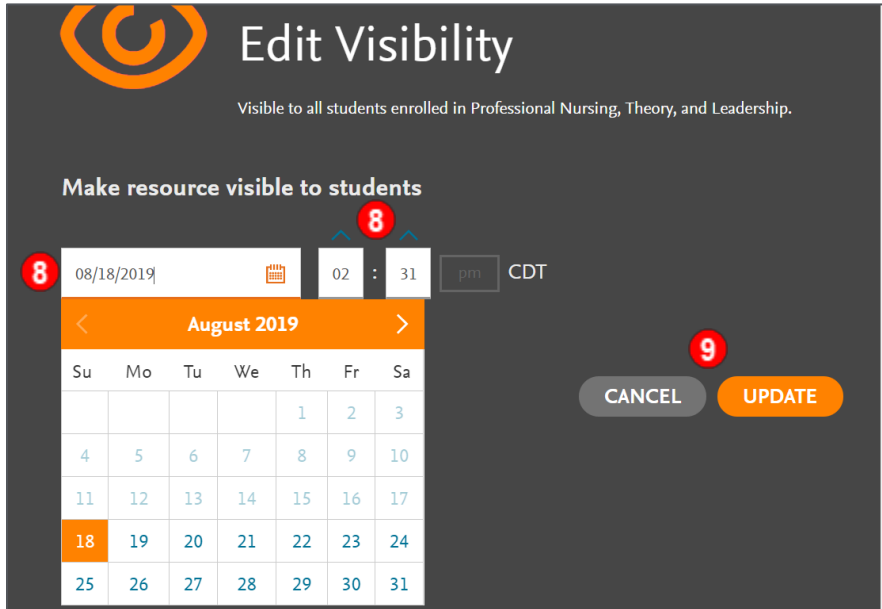 Edit Visibility
Visible to all students enrolled in Professional Nursing, Theory, and Leadership.
Make resource visible to students
8
8 08/18/2019 02 : 31 pm CDT
August 2019
Su Mo Tu We Th Fr Sa
1 2 3
4 5 6 7 8 9 10
11 12 13 14 15 16 17
18 19 20 21 22 23 24
25 26 27 28 29 30 31
9
CANCEL UPDATE